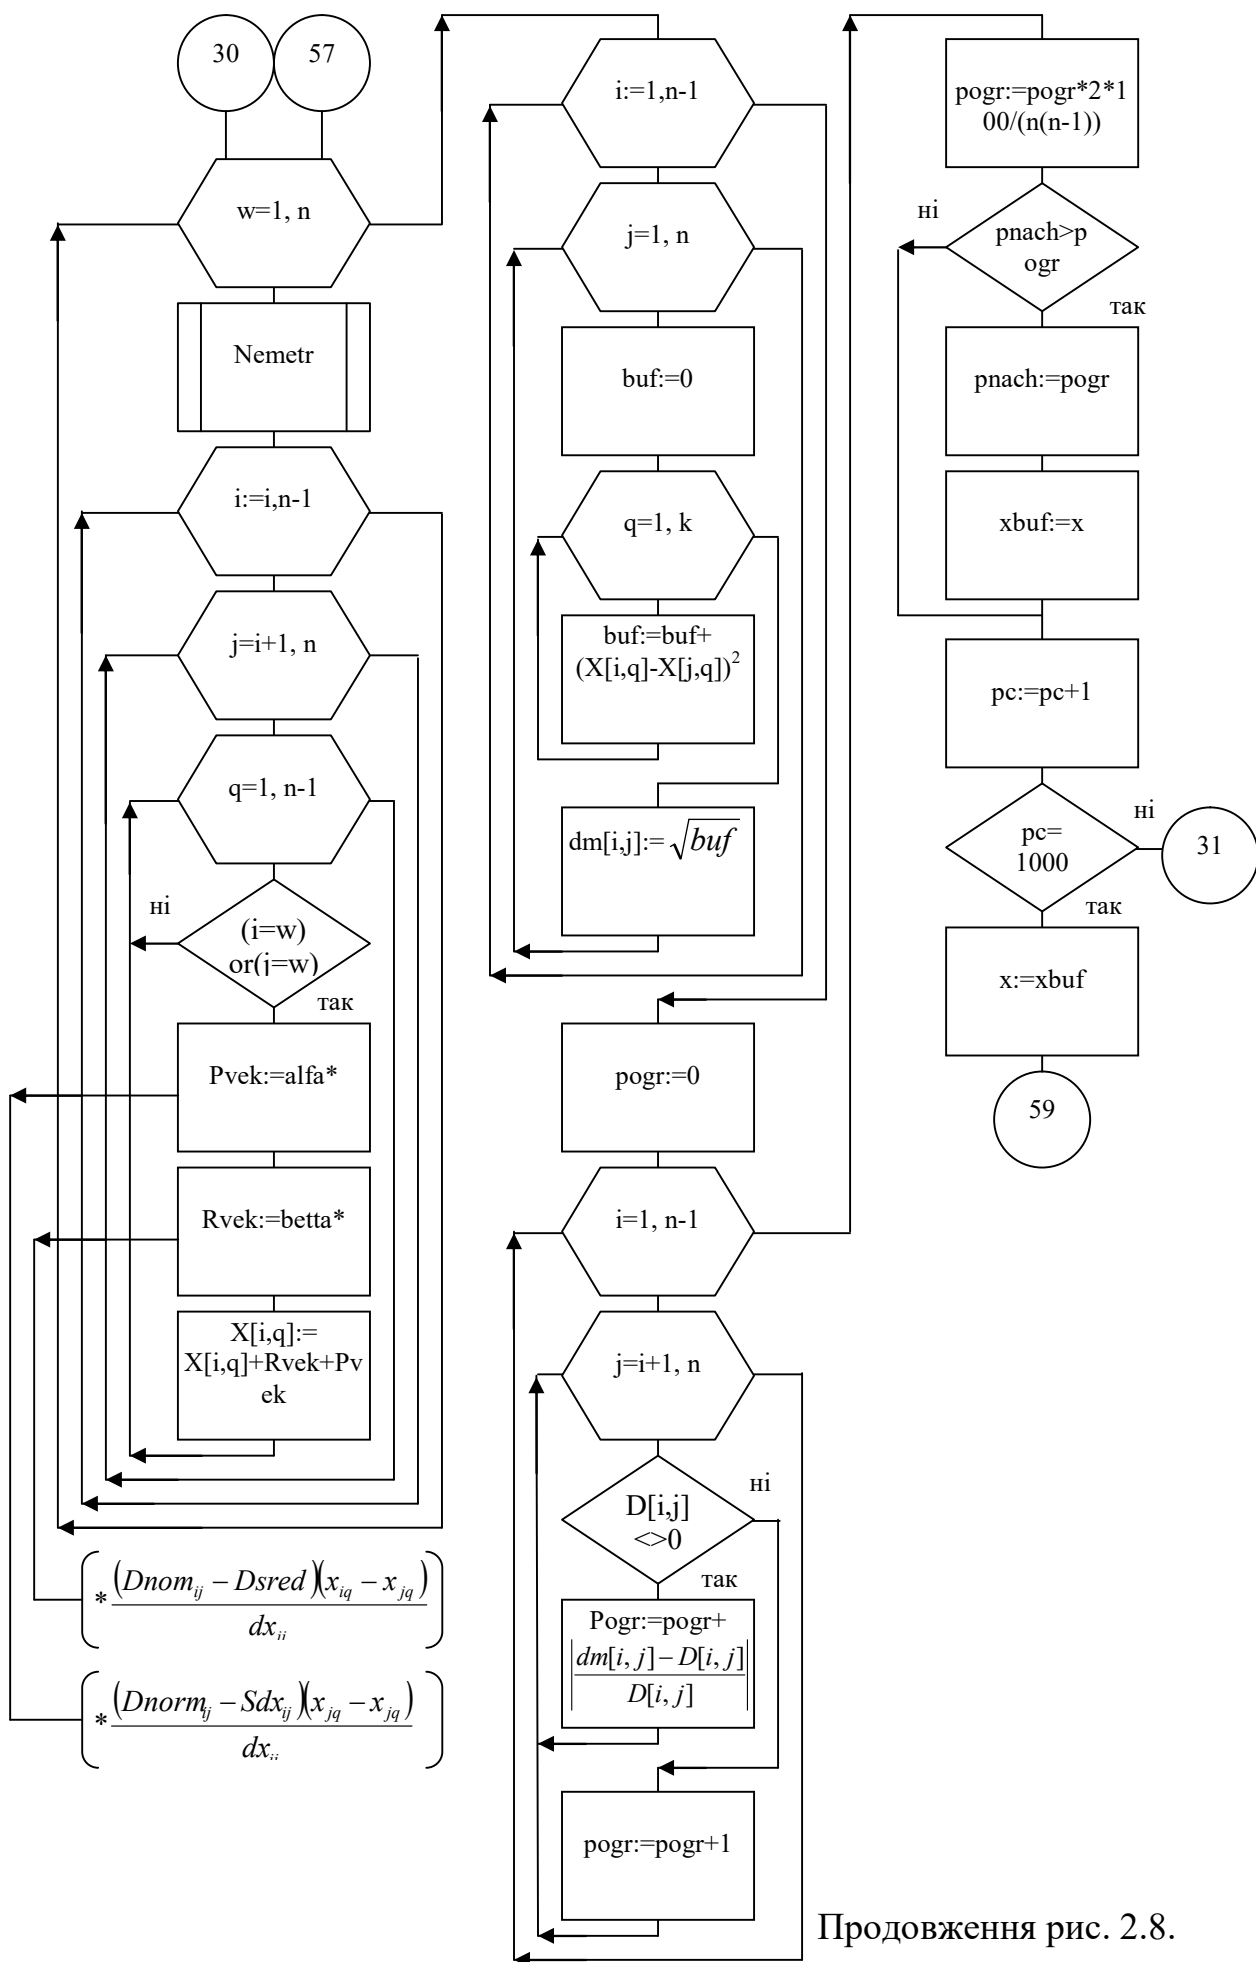 30
57
w=1, n
Nemetr
i:=i,n-1
j=i+1, n
q=1, n-1
ні
(i=w)
or(j=w)
так
Pvek:=alfa*
Rvek:=betta*
X[i,q]:=
X[i,q]+Rvek+Pv
ek
* (Dnom_ij − Dsred)(x_iq − x_jq) / dx_ij
* (Dnorm_ij − Sdx_ij)(x_jq − x_jq) / dx_ij
i:=1,n-1
j=1, n
buf:=0
q=1, k
buf:=buf+
(X[i,q]-X[j,q])²
dm[i,j]:= √buf
pogr:=0
i=1, n-1
j=i+1, n
ні
D[i,j]
<>0
так
Pogr:=pogr+
|dm[i, j] − D[i, j] / D[i, j]|
pogr:=pogr+1
pogr:=pogr*2*1
00/(n(n-1))
ні
pnach>p
ogr
так
pnach:=pogr
xbuf:=x
pc:=pc+1
ні
pc=
1000
31
так
x:=xbuf
59
Продовження рис. 2.8.